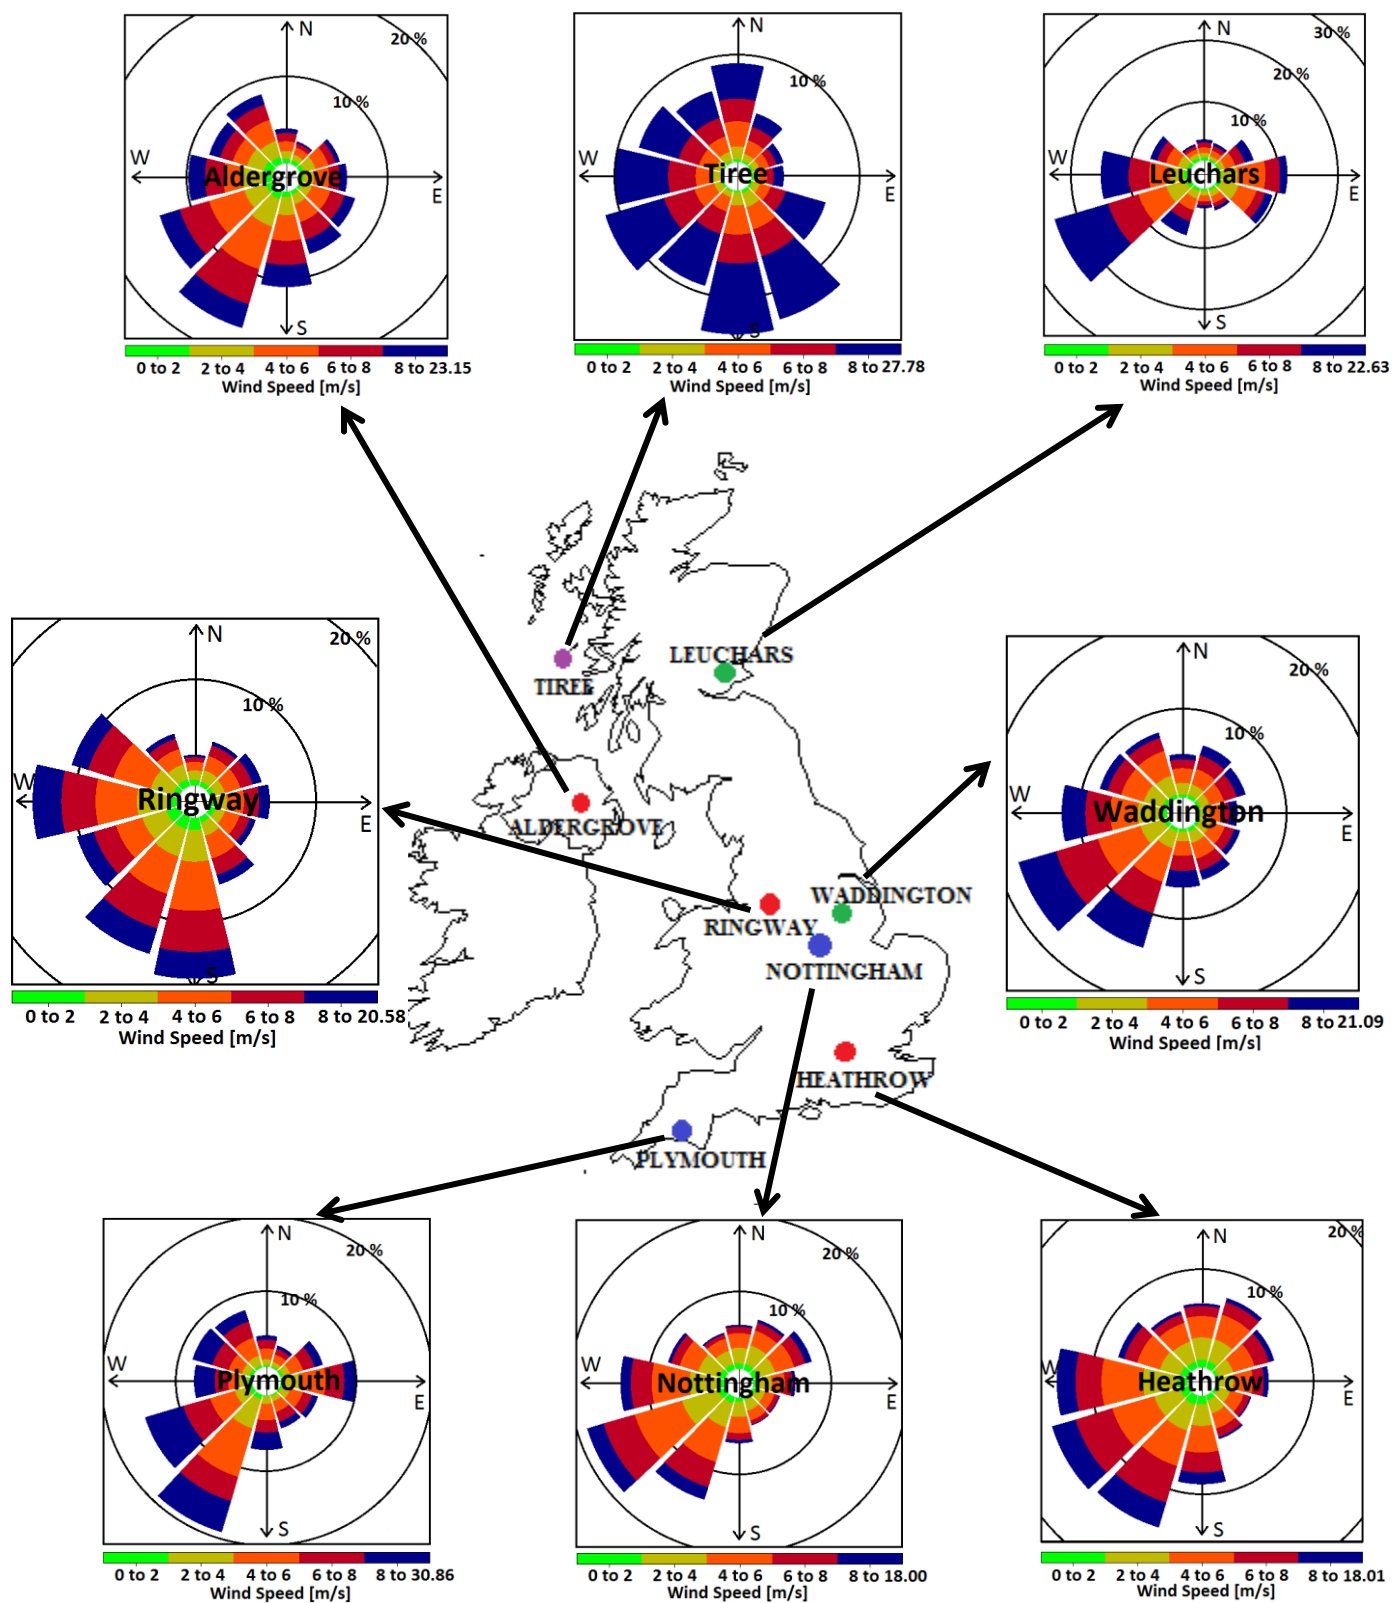 N
20 %
10 %
W
Aldergrove
E
S
0 to 2 2 to 4 4 to 6 6 to 8 8 to 23.15
Wind Speed [m/s]
N
10 %
W
Tiree
E
S
0 to 2 2 to 4 4 to 6 6 to 8 8 to 27.78
Wind Speed [m/s]
N
30 %
20 %
10 %
W
Leuchars
E
S
0 to 2 2 to 4 4 to 6 6 to 8 8 to 22.63
Wind Speed [m/s]
LEUCHARS
TIREE
ALDERGROVE
WADDINGTON
RINGWAY
NOTTINGHAM
HEATHROW
PLYMOUTH
N
20 %
10 %
W
Ringway
E
S
0 to 2 2 to 4 4 to 6 6 to 8 8 to 20.58
Wind Speed [m/s]
N
20 %
10 %
W
Waddington
E
S
0 to 2 2 to 4 4 to 6 6 to 8 8 to 21.09
Wind Speed [m/s]
N
20 %
10 %
W
Plymouth
E
S
0 to 2 2 to 4 4 to 6 6 to 8 8 to 30.86
Wind Speed [m/s]
N
20 %
10 %
W
Nottingham
E
S
0 to 2 2 to 4 4 to 6 6 to 8 8 to 18.00
Wind Speed [m/s]
20 %
N
10 %
W
Heathrow
E
S
0 to 2 2 to 4 4 to 6 6 to 8 8 to 18.01
Wind Speed [m/s]